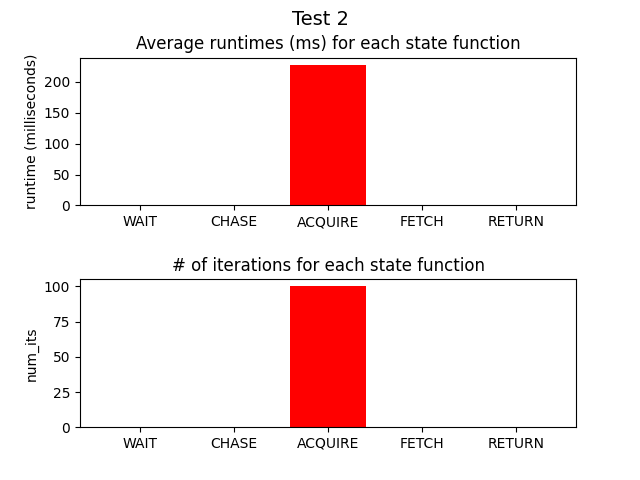 Test 2
Average runtimes (ms) for each state function
runtime (milliseconds)
200
150
100
50
0
WAIT CHASE ACQUIRE FETCH RETURN
# of iterations for each state function
num_its
100
75
50
25
0
WAIT CHASE ACQUIRE FETCH RETURN